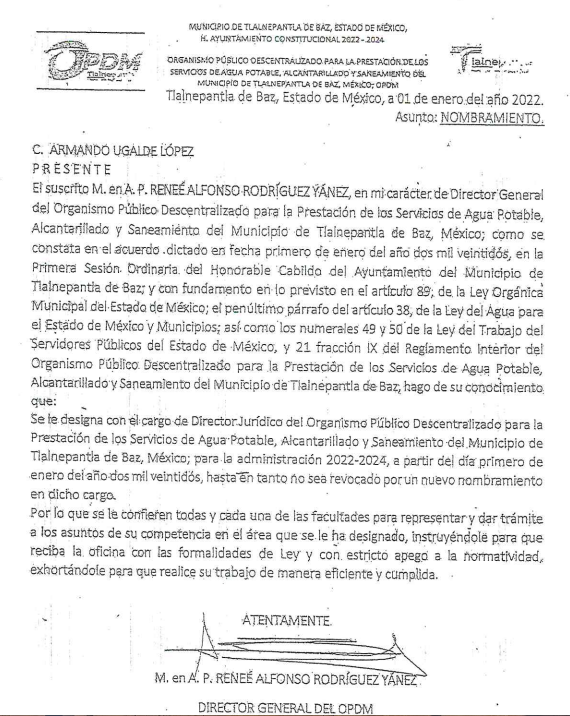 MUNICIPIO DE TLALNEPANTLA DE BAZ, ESTADO DE MÉXICO,
H. AYUNTAMIENTO CONSTITUCIONAL 2022 - 2024
OPDM
Tlalne
ORGANISMO PÚBLICO DESCENTRALIZADO PARA LA PRESTACIÓN DE LOS
SERVICIOS DE AGUA POTABLE, ALCANTARILLADO Y SANEAMIENTO DEL
MUNICIPIO DE TLALNEPANTLA DE BAZ, MÉXICO; OPDM
Tlalnepantla de Baz, Estado de México, a 01 de enero del año 2022.
Asunto: NOMBRAMIENTO.
C. ARMANDO UGALDE LÓPEZ
PRESENTE
El suscrito M. en A. P. RENEÉ ALFONSO RODRÍGUEZ YÁNEZ, en mi carácter de Director General
del Organismo Público Descentralizado para la Prestación de los Servicios de Agua Potable,
Alcantarillado y Saneamiento del Municipio de Tlalnepantla de Baz, México; como se
constata en el acuerdo dictado en fecha primero de enero del año dos mil veintidós, en la
Primera Sesión Ordinaria del Honorable Cabildo del Ayuntamiento del Municipio de
Tlalnepantla de Baz; y con fundamento en lo previsto en el artículo 89; de la Ley Orgánica
Municipal del Estado de México; el penúltimo párrafo del artículo 38, de la Ley del Agua para
el Estado de México y Municipios; así como los numerales 49 y 50 de la Ley del Trabajo del
Servidores Públicos del Estado de México, y 21 fracción IX del Reglamento Interior del
Organismo Público Descentralizado para la Prestación de los Servicios de Agua Potable,
Alcantarillado y Saneamiento del Municipio de Tlalnepantla de Baz, hago de su conocimiento
que:
Se le designa con el cargo de Director Jurídico del Organismo Público Descentralizado para la
Prestación de los Servicios de Agua Potable, Alcantarillado y Saneamiento del Municipio de
Tlalnepantla de Baz, México; para la administración 2022-2024, a partir del día primero de
enero del año dos mil veintidós, hasta en tanto no sea revocado por un nuevo nombramiento
en dicho cargo.
Por lo que se le confieren todas y cada una de las facultades para representar y dar trámite
a los asuntos de su competencia en el área que se le ha designado, instruyéndole para que
reciba la oficina con las formalidades de Ley y con estricto apego a la normatividad,
exhortándole para que realice su trabajo de manera eficiente y cumplida.
ATENTAMENTE
M. en A. P. RENEÉ ALFONSO RODRÍGUEZ YÁNEZ
DIRECTOR GENERAL DEL OPDM